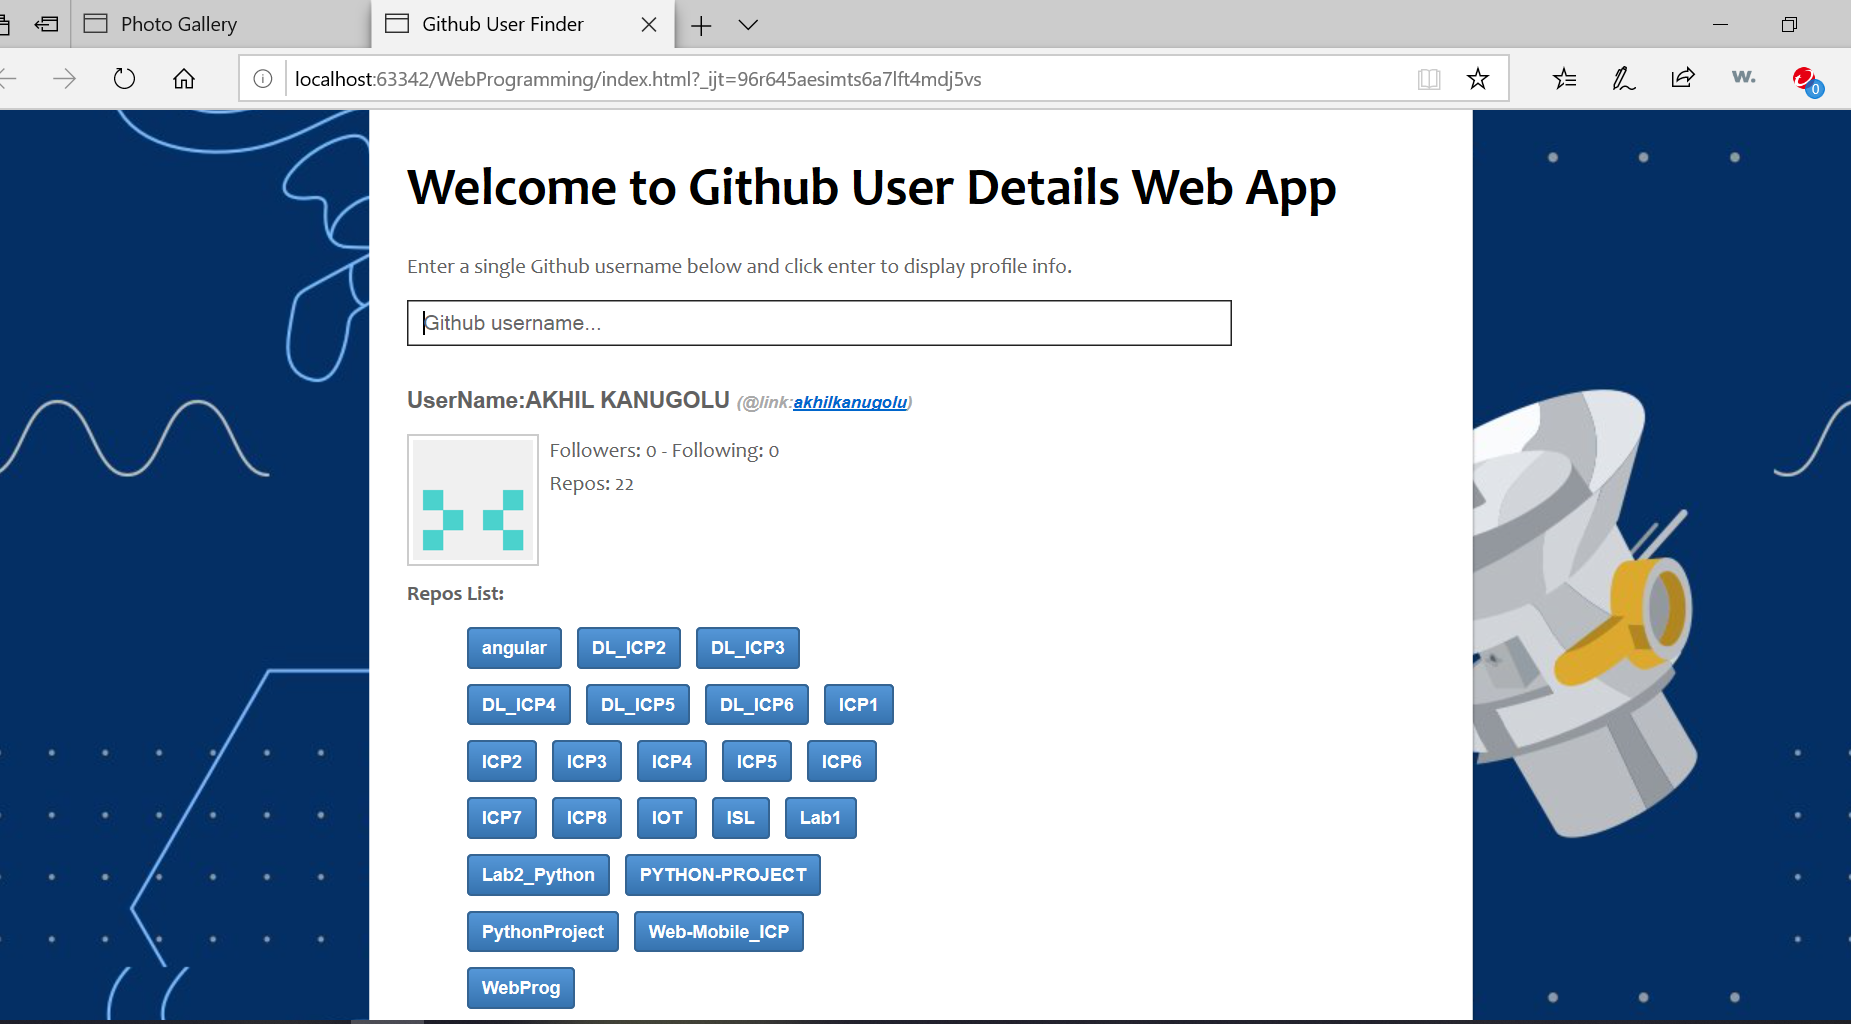 Photo Gallery
Github User Finder
localhost:63342/WebProgramming/index.html?_ijt=96r645aesimts6a7lft4mdj5vs
w.
0
Welcome to Github User Details Web App
Enter a single Github username below and click enter to display profile info.
Github username...
UserName:AKHIL KANUGOLU (@link:akhilkanugolu)
Followers: 0 - Following: 0
Repos: 22
Repos List:
angular DL_ICP2 DL_ICP3
DL_ICP4 DL_ICP5 DL_ICP6 ICP1
ICP2 ICP3 ICP4 ICP5 ICP6
ICP7 ICP8 IOT ISL Lab1
Lab2_Python PYTHON-PROJECT
PythonProject Web-Mobile_ICP
WebProg